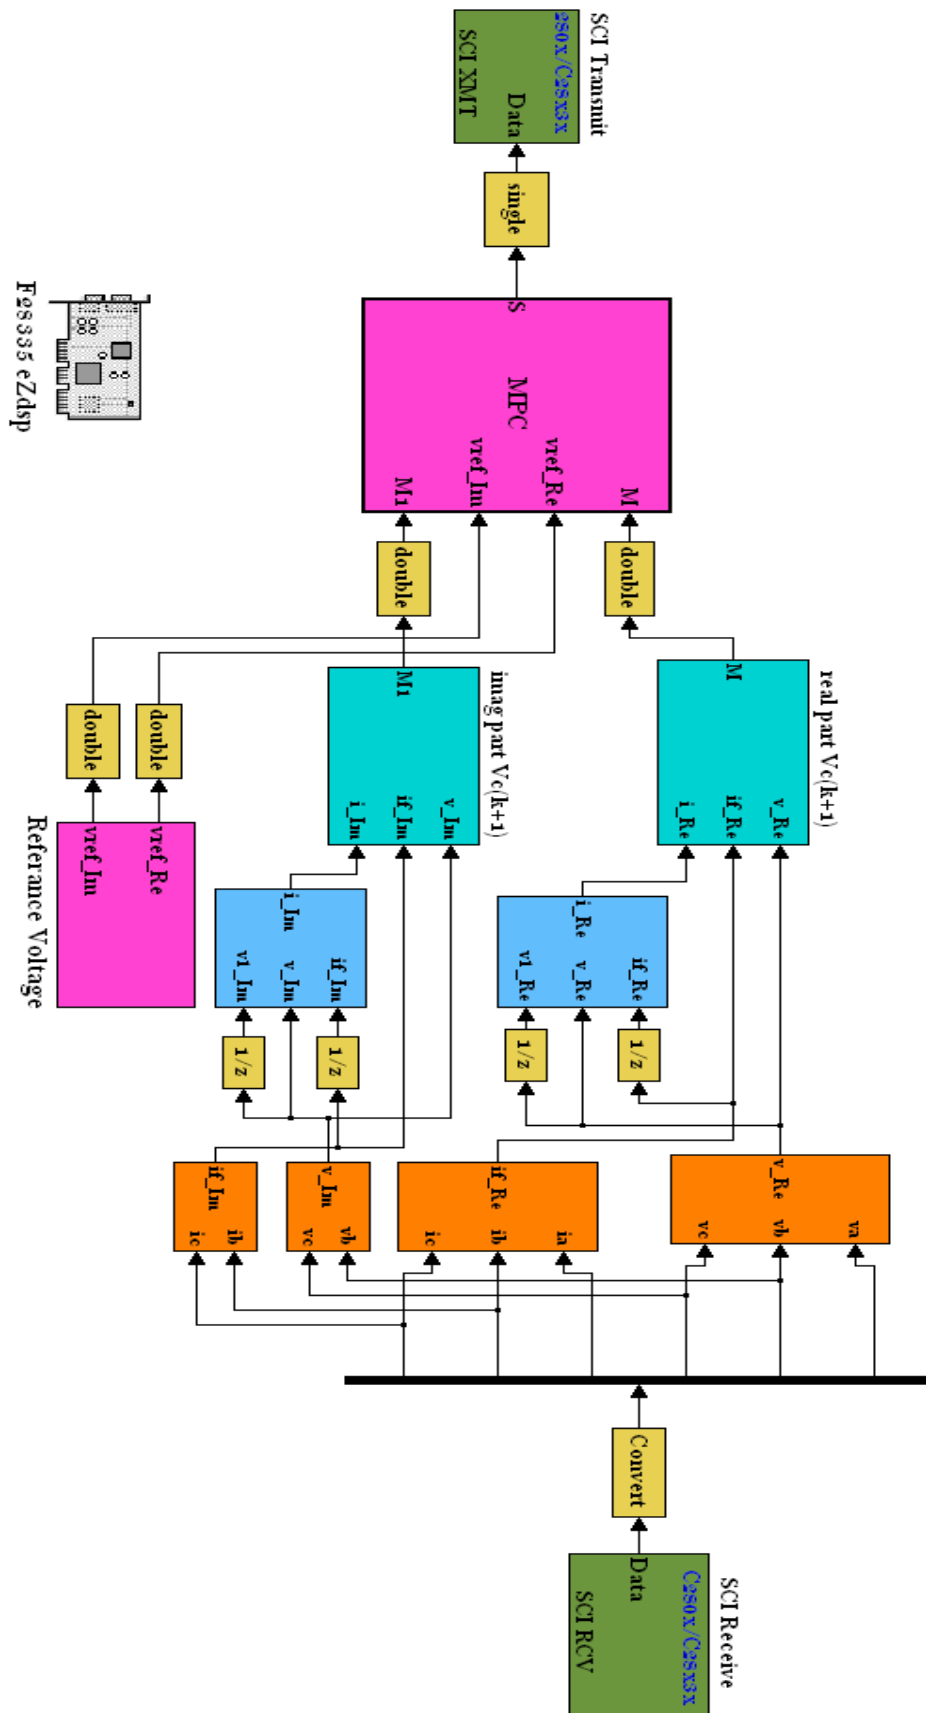 SCI Transmit
280x/C28x3x
Data
SCI XMT
single
S
MPC
M
vref_Re
vref_Im
M1
double
double
real part Vc(k+1)
M
v_Re
if_Re
i_Re
imag part Vc(k+1)
M1
v_Im
if_Im
i_Im
double
double
vref_Re
vref_Im
Referance Voltage
i_Re
if_Re
v_Re
v1_Re
1/z
1/z
i_Im
if_Im
v_Im
v1_Im
1/z
1/z
v_Re
va
vb
vc
if_Re
ia
ib
ic
v_Im
vb
vc
if_Im
ib
ic
Convert
SCI Receive
C280x/C28x3x
Data
SCI RCV
F28335 eZdsp